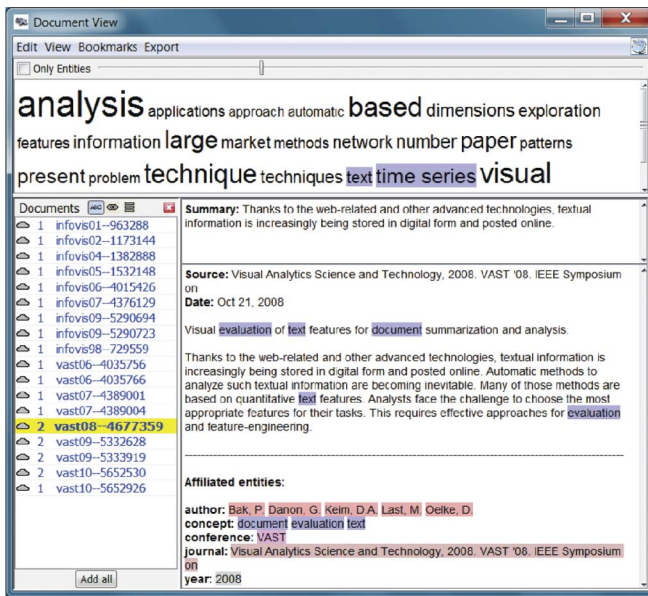 Document View
Edit View Bookmarks Export
Only Entities
analysis applications approach automatic based dimensions exploration
features information large market methods network number paper patterns
present problem technique techniques text time series visual
Documents ABC
1 infovis01--963288
1 infovis02--1173144
1 infovis04--1382888
1 infovis05--1532148
1 infovis06--4015426
1 infovis07--4376129
1 infovis09--5290694
1 infovis09--5290723
1 infovis98--729559
1 vast06--4035756
1 vast06--4035766
1 vast07--4389001
1 vast07--4389004
2 vast08--4677359
2 vast09--5332628
2 vast09--5333919
2 vast10--5652530
1 vast10--5652926
Add all
Summary: Thanks to the web-related and other advanced technologies, textual
information is increasingly being stored in digital form and posted online.
Source: Visual Analytics Science and Technology, 2008. VAST '08. IEEE Symposium
on
Date: Oct 21, 2008
Visual evaluation of text features for document summarization and analysis.
Thanks to the web-related and other advanced technologies, textual information is
increasingly being stored in digital form and posted online. Automatic methods to
analyze such textual information are becoming inevitable. Many of those methods are
based on quantitative text features. Analysts face the challenge to choose the most
appropriate features for their tasks. This requires effective approaches for evaluation
and feature-engineering.
Affiliated entities:
author: Bak, P. Danon, G. Keim, D.A. Last, M. Oelke, D.
concept: document evaluation text
conference: VAST
journal: Visual Analytics Science and Technology, 2008. VAST '08. IEEE Symposium
on
year: 2008